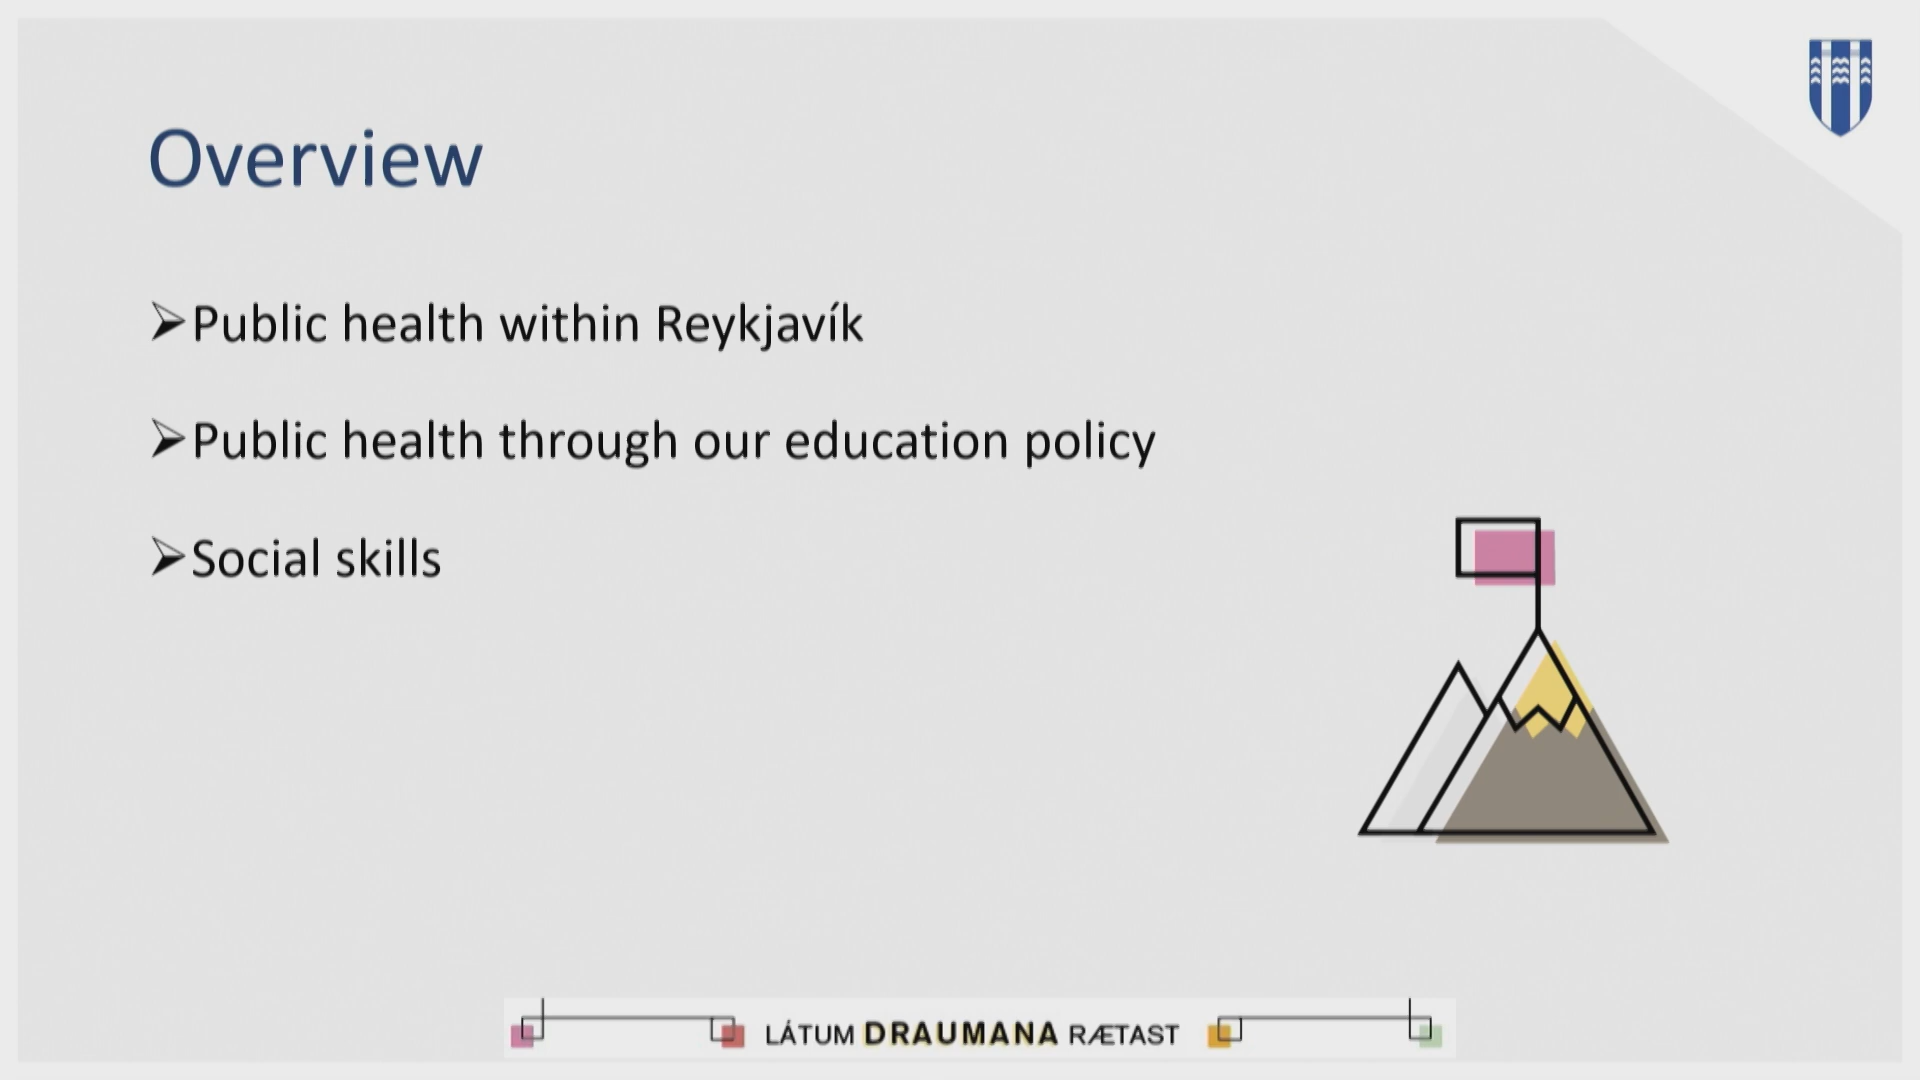 Overview
➢Public health within Reykjavík
➢Public health through our education policy
➢Social skills
LÁTUM DRAUMANA RÆTAST